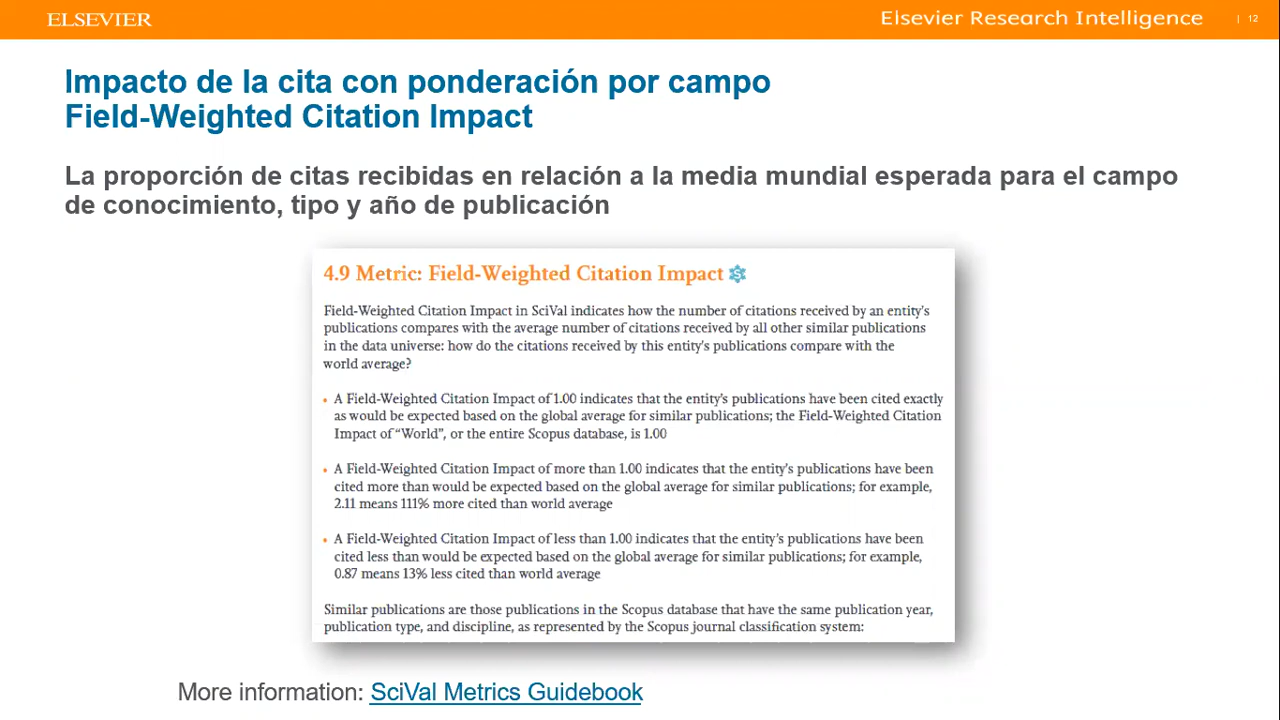 ELSEVIER
Elsevier Research Intelligence
| 12
Impacto de la cita con ponderación por campo
Field-Weighted Citation Impact
La proporción de citas recibidas en relación a la media mundial esperada para el campo
de conocimiento, tipo y año de publicación
4.9 Metric: Field-Weighted Citation Impact
Field-Weighted Citation Impact in SciVal indicates how the number of citations received by an entity's
publications compares with the average number of citations received by all other similar publications
in the data universe: how do the citations received by this entity's publications compare with the
world average?
• A Field-Weighted Citation Impact of 1.00 indicates that the entity's publications have been cited exactly
as would be expected based on the global average for similar publications; the Field-Weighted Citation
Impact of “World”, or the entire Scopus database, is 1.00
• A Field-Weighted Citation Impact of more than 1.00 indicates that the entity's publications have been
cited more than would be expected based on the global average for similar publications; for example,
2.11 means 111% more cited than world average
• A Field-Weighted Citation Impact of less than 1.00 indicates that the entity's publications have been
cited less than would be expected based on the global average for similar publications; for example,
0.87 means 13% less cited than world average
Similar publications are those publications in the Scopus database that have the same publication year,
publication type, and discipline, as represented by the Scopus journal classification system:
More information: SciVal Metrics Guidebook